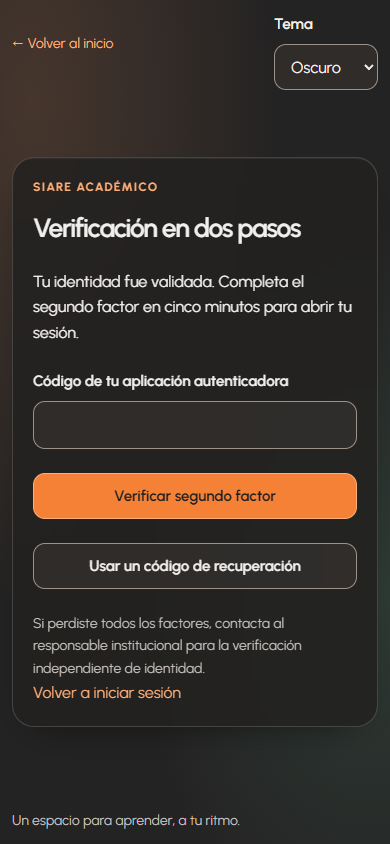 Tema
← Volver al inicio
Oscuro
SIARE ACADÉMICO
Verificación en dos pasos
Tu identidad fue validada. Completa el
segundo factor en cinco minutos para abrir tu
sesión.
Código de tu aplicación autenticadora
Verificar segundo factor
Usar un código de recuperación
Si perdiste todos los factores, contacta al
responsable institucional para la verificación
independiente de identidad.
Volver a iniciar sesión
Un espacio para aprender, a tu ritmo.